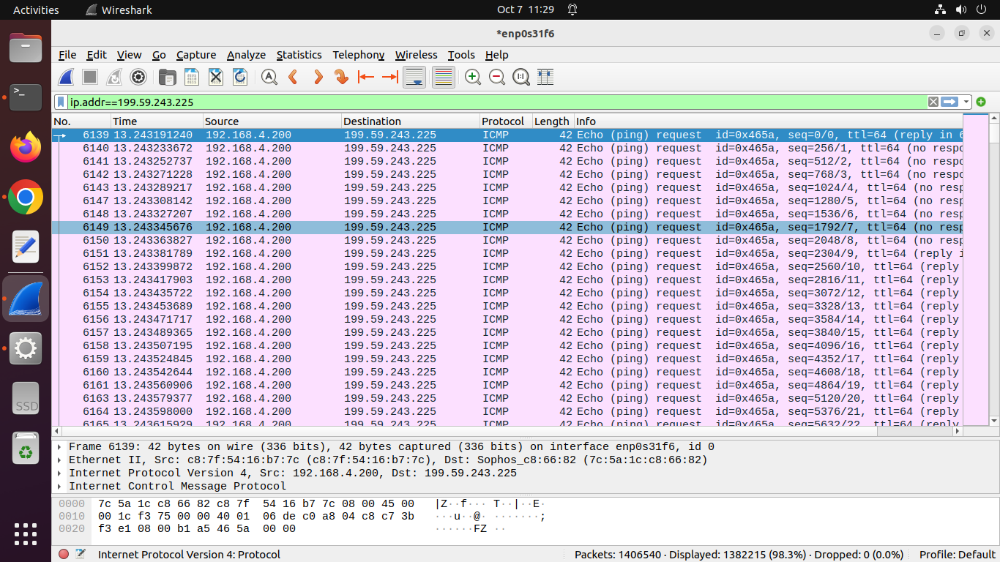 Activities Wireshark Oct 7 11:29
*enp0s31f6
File Edit View Go Capture Analyze Statistics Telephony Wireless Tools Help
ip.addr==199.59.243.225
No. Time Source Destination Protocol Length Info
6139 13.243191240 192.168.4.200 199.59.243.225 ICMP 42 Echo (ping) request id=0x465a, seq=0/0, ttl=64 (reply in 6
6140 13.243233672 192.168.4.200 199.59.243.225 ICMP 42 Echo (ping) request id=0x465a, seq=256/1, ttl=64 (no respo
6141 13.243252737 192.168.4.200 199.59.243.225 ICMP 42 Echo (ping) request id=0x465a, seq=512/2, ttl=64 (no respo
6142 13.243271228 192.168.4.200 199.59.243.225 ICMP 42 Echo (ping) request id=0x465a, seq=768/3, ttl=64 (no respo
6143 13.243289217 192.168.4.200 199.59.243.225 ICMP 42 Echo (ping) request id=0x465a, seq=1024/4, ttl=64 (no resp
6147 13.243308142 192.168.4.200 199.59.243.225 ICMP 42 Echo (ping) request id=0x465a, seq=1280/5, ttl=64 (no resp
6148 13.243327207 192.168.4.200 199.59.243.225 ICMP 42 Echo (ping) request id=0x465a, seq=1536/6, ttl=64 (no resp
6149 13.243345676 192.168.4.200 199.59.243.225 ICMP 42 Echo (ping) request id=0x465a, seq=1792/7, ttl=64 (no resp
6150 13.243363827 192.168.4.200 199.59.243.225 ICMP 42 Echo (ping) request id=0x465a, seq=2048/8, ttl=64 (no resp
6151 13.243381789 192.168.4.200 199.59.243.225 ICMP 42 Echo (ping) request id=0x465a, seq=2304/9, ttl=64 (reply i
6152 13.243399872 192.168.4.200 199.59.243.225 ICMP 42 Echo (ping) request id=0x465a, seq=2560/10, ttl=64 (reply
6153 13.243417903 192.168.4.200 199.59.243.225 ICMP 42 Echo (ping) request id=0x465a, seq=2816/11, ttl=64 (reply
6154 13.243435722 192.168.4.200 199.59.243.225 ICMP 42 Echo (ping) request id=0x465a, seq=3072/12, ttl=64 (reply
6155 13.243453689 192.168.4.200 199.59.243.225 ICMP 42 Echo (ping) request id=0x465a, seq=3328/13, ttl=64 (reply
6156 13.243471717 192.168.4.200 199.59.243.225 ICMP 42 Echo (ping) request id=0x465a, seq=3584/14, ttl=64 (reply
6157 13.243489365 192.168.4.200 199.59.243.225 ICMP 42 Echo (ping) request id=0x465a, seq=3840/15, ttl=64 (reply
6158 13.243507195 192.168.4.200 199.59.243.225 ICMP 42 Echo (ping) request id=0x465a, seq=4096/16, ttl=64 (reply
6159 13.243524845 192.168.4.200 199.59.243.225 ICMP 42 Echo (ping) request id=0x465a, seq=4352/17, ttl=64 (reply
6160 13.243542644 192.168.4.200 199.59.243.225 ICMP 42 Echo (ping) request id=0x465a, seq=4608/18, ttl=64 (reply
6161 13.243560906 192.168.4.200 199.59.243.225 ICMP 42 Echo (ping) request id=0x465a, seq=4864/19, ttl=64 (reply
6163 13.243579377 192.168.4.200 199.59.243.225 ICMP 42 Echo (ping) request id=0x465a, seq=5120/20, ttl=64 (reply
6164 13.243598000 192.168.4.200 199.59.243.225 ICMP 42 Echo (ping) request id=0x465a, seq=5376/21, ttl=64 (reply
6165 13.243615929 192.168.4.200 199.59.243.225 ICMP 42 Echo (ping) request id=0x465a, seq=5632/22, ttl=64 (reply
SSD
Frame 6139: 42 bytes on wire (336 bits), 42 bytes captured (336 bits) on interface enp0s31f6, id 0
Ethernet II, Src: c8:7f:54:16:b7:7c (c8:7f:54:16:b7:7c), Dst: Sophos_c8:66:82 (7c:5a:1c:c8:66:82)
Internet Protocol Version 4, Src: 192.168.4.200, Dst: 199.59.243.225
Internet Control Message Protocol
0000 7c 5a 1c c8 66 82 c8 7f 54 16 b7 7c 08 00 45 00 |Z··f··· T··|··E·
0010 00 1c f3 75 00 00 40 01 06 de c0 a8 04 c8 c7 3b ···u··@· ·······;
0020 f3 e1 08 00 b1 a5 46 5a 00 00 ······FZ ··
Internet Protocol Version 4: Protocol Packets: 1406540 · Displayed: 1382215 (98.3%) · Dropped: 0 (0.0%) Profile: Default